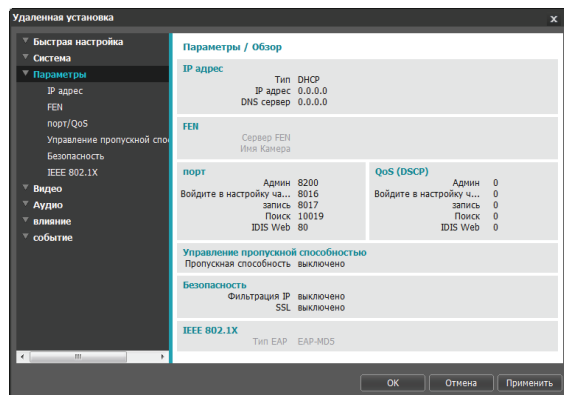 Удаленная установка
x
Быстрая настройка
Система
Параметры
IP адрес
FEN
порт/QoS
Управление пропускной спо
Безопасность
IEEE 802.1X
Видео
Аудио
влияние
событие
Параметры / Обзор
IP адрес
Тип DHCP
IP адрес 0.0.0.0
DNS сервер 0.0.0.0
FEN
Сервер FEN
Имя Камера
порт
Админ 8200
Войдите в настройку ча... 8016
запись 8017
Поиск 10019
IDIS Web 80
QoS (DSCP)
Админ 0
Войдите в настройку ч... 0
запись 0
Поиск 0
IDIS Web 0
Управление пропускной способностью
Пропускная способность выключено
Безопасность
Фильтрация IP выключено
SSL выключено
IEEE 802.1X
Тип EAP EAP-MD5
OK Отмена Применить